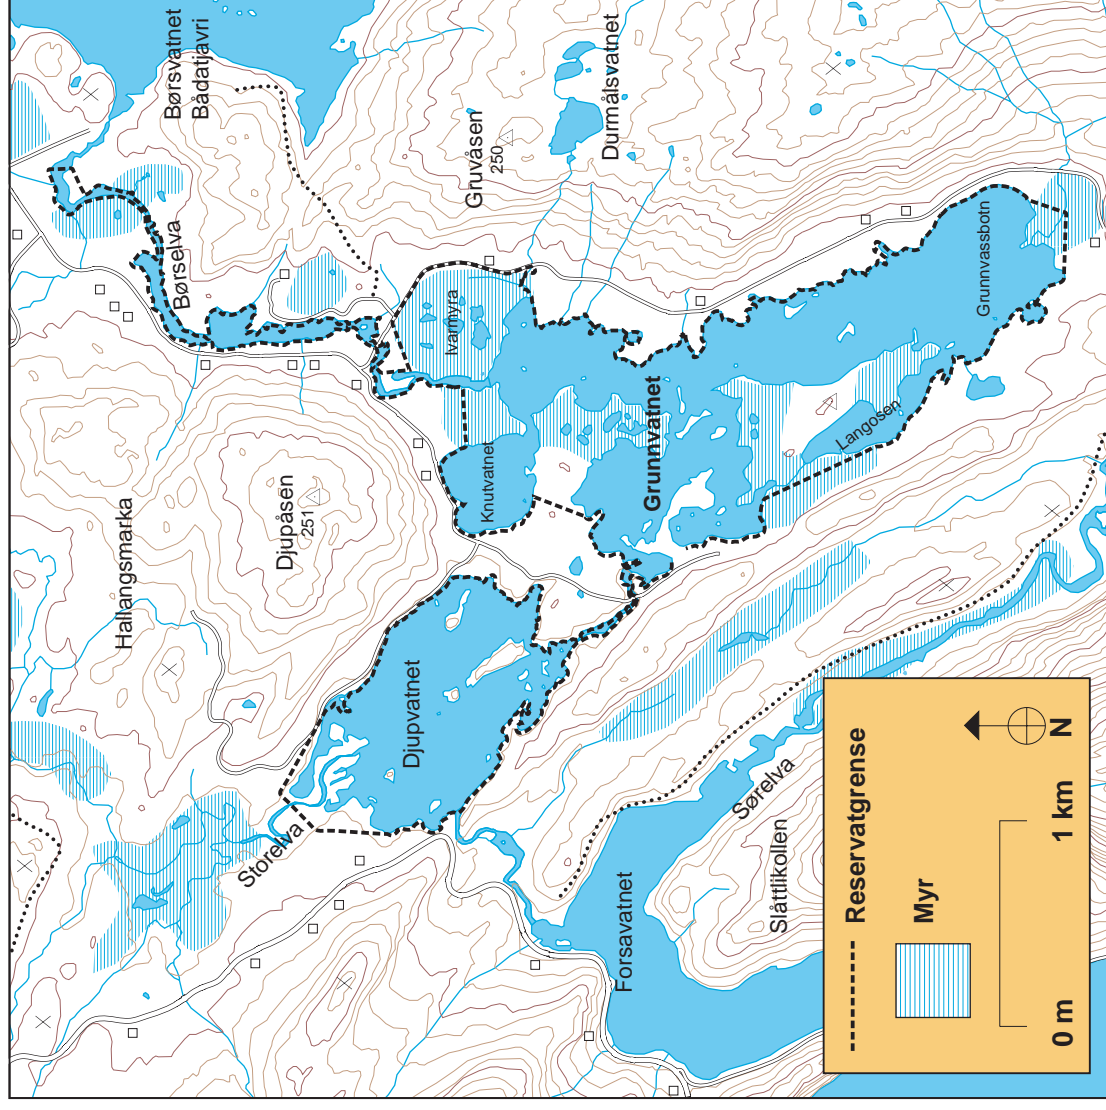 Børsvatnet
Bådatjavri
Børselva
Gruvåsen
250
Durmålsvatnet
Hallangsmarka
Djupåsen
251
Ivarmyra
Knutvatnet
Grunnvatnet
Langosen
Grunnvassbotn
Djupvatnet
Storelva
Forsavatnet
Sørelva
Slåttlikollen
Reservatgrense
Myr
0 m
1 km
N